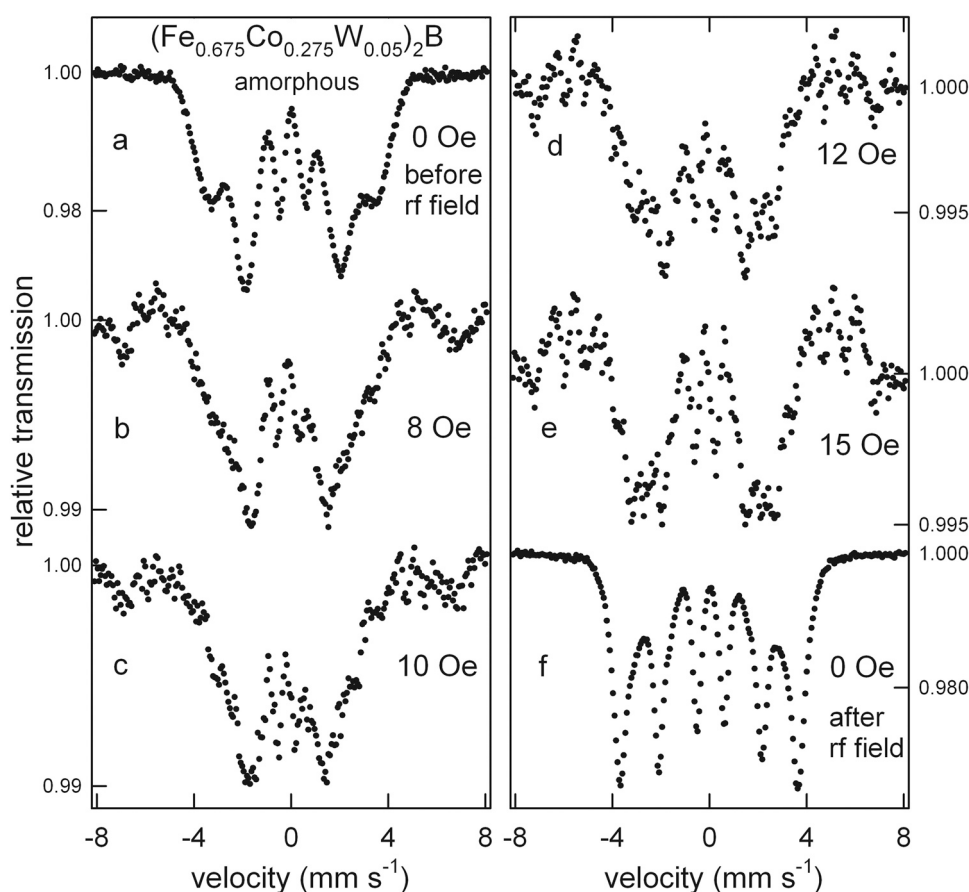 (Fe0.675Co0.275W0.05)2B
amorphous
1.00
a
0 Oe
before
rf field
0.98
1.00
b
8 Oe
0.99
1.00
c
10 Oe
0.99
relative transmission
-8 -4 0 4 8
velocity (mm s-1)
1.000
d
12 Oe
0.995
1.000
e
15 Oe
0.995
1.000
f
0 Oe
0.980
after
rf field
-8 -4 0 4 8
velocity (mm s-1)